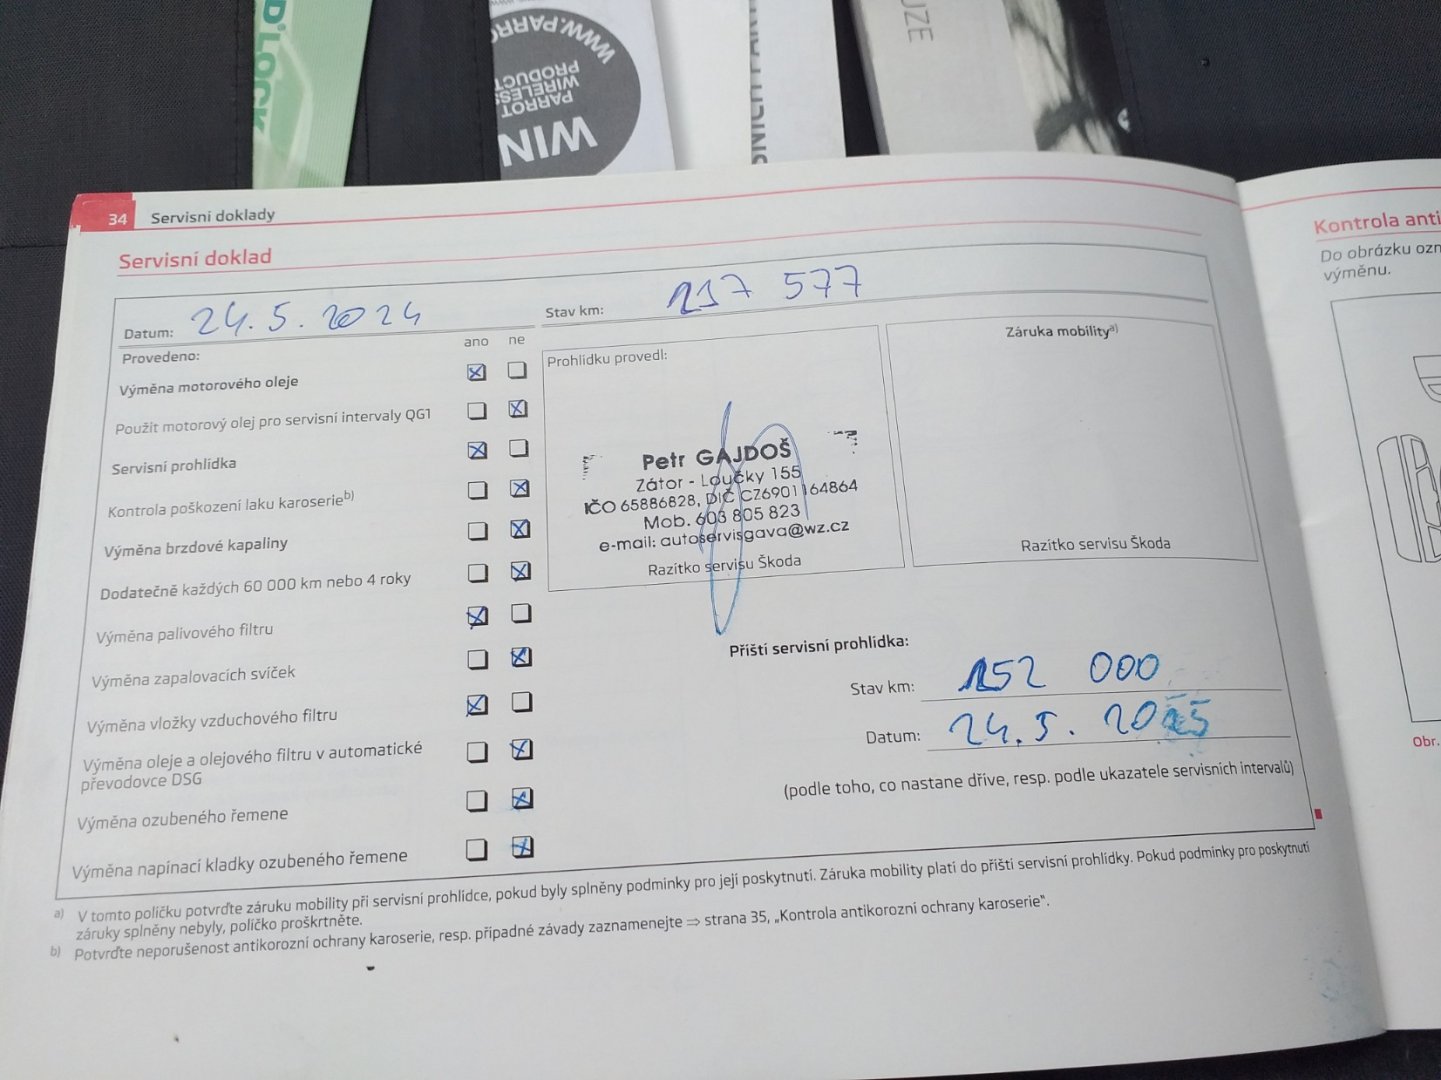 D'LOCK
WWW.PARRO
PARROT
WIRELESS
PRODUCT
WIN
UZE
34 Servisní doklady
Servisní doklad
Datum: 24.5.2024 Stav km: 137 577
Provedeno: ano ne
Výměna motorového oleje
Použit motorový olej pro servisní intervaly QG1
Servisní prohlídka
Kontrola poškození laku karoserieb)
Výměna brzdové kapaliny
Dodatečně každých 60 000 km nebo 4 roky
Výměna palivového filtru
Výměna zapalovacích svíček
Výměna vložky vzduchového filtru
Výměna oleje a olejového filtru v automatické
převodovce DSG
Výměna ozubeného řemene
Výměna napínací kladky ozubeného řemene
Prohlídku provedl:
Petr GAJDOŠ
Zátor - Loučky 155
IČO 65886828, DIČ CZ6901164864
Mob. 603 805 823
e-mail: autoservisgava@wz.cz
Razítko servisu Škoda
Záruka mobilitya)
Razítko servisu Škoda
Příští servisní prohlídka:
Stav km: 152 000
Datum: 24.5. 2025
(podle toho, co nastane dříve, resp. podle ukazatele servisních intervalů)
a) V tomto políčku potvrďte záruku mobility při servisní prohlídce, pokud byly splněny podmínky pro její poskytnutí. Záruka mobility platí do příští servisní prohlídky. Pokud podmínky pro poskytnutí
záruky splněny nebyly, políčko proškrtněte.
b) Potvrďte neporušenost antikorozní ochrany karoserie, resp. případné závady zaznamenejte ⇒ strana 35, „Kontrola antikorozní ochrany karoserie“.
Kontrola anti
Do obrázku ozn
výměnu.
Obr.